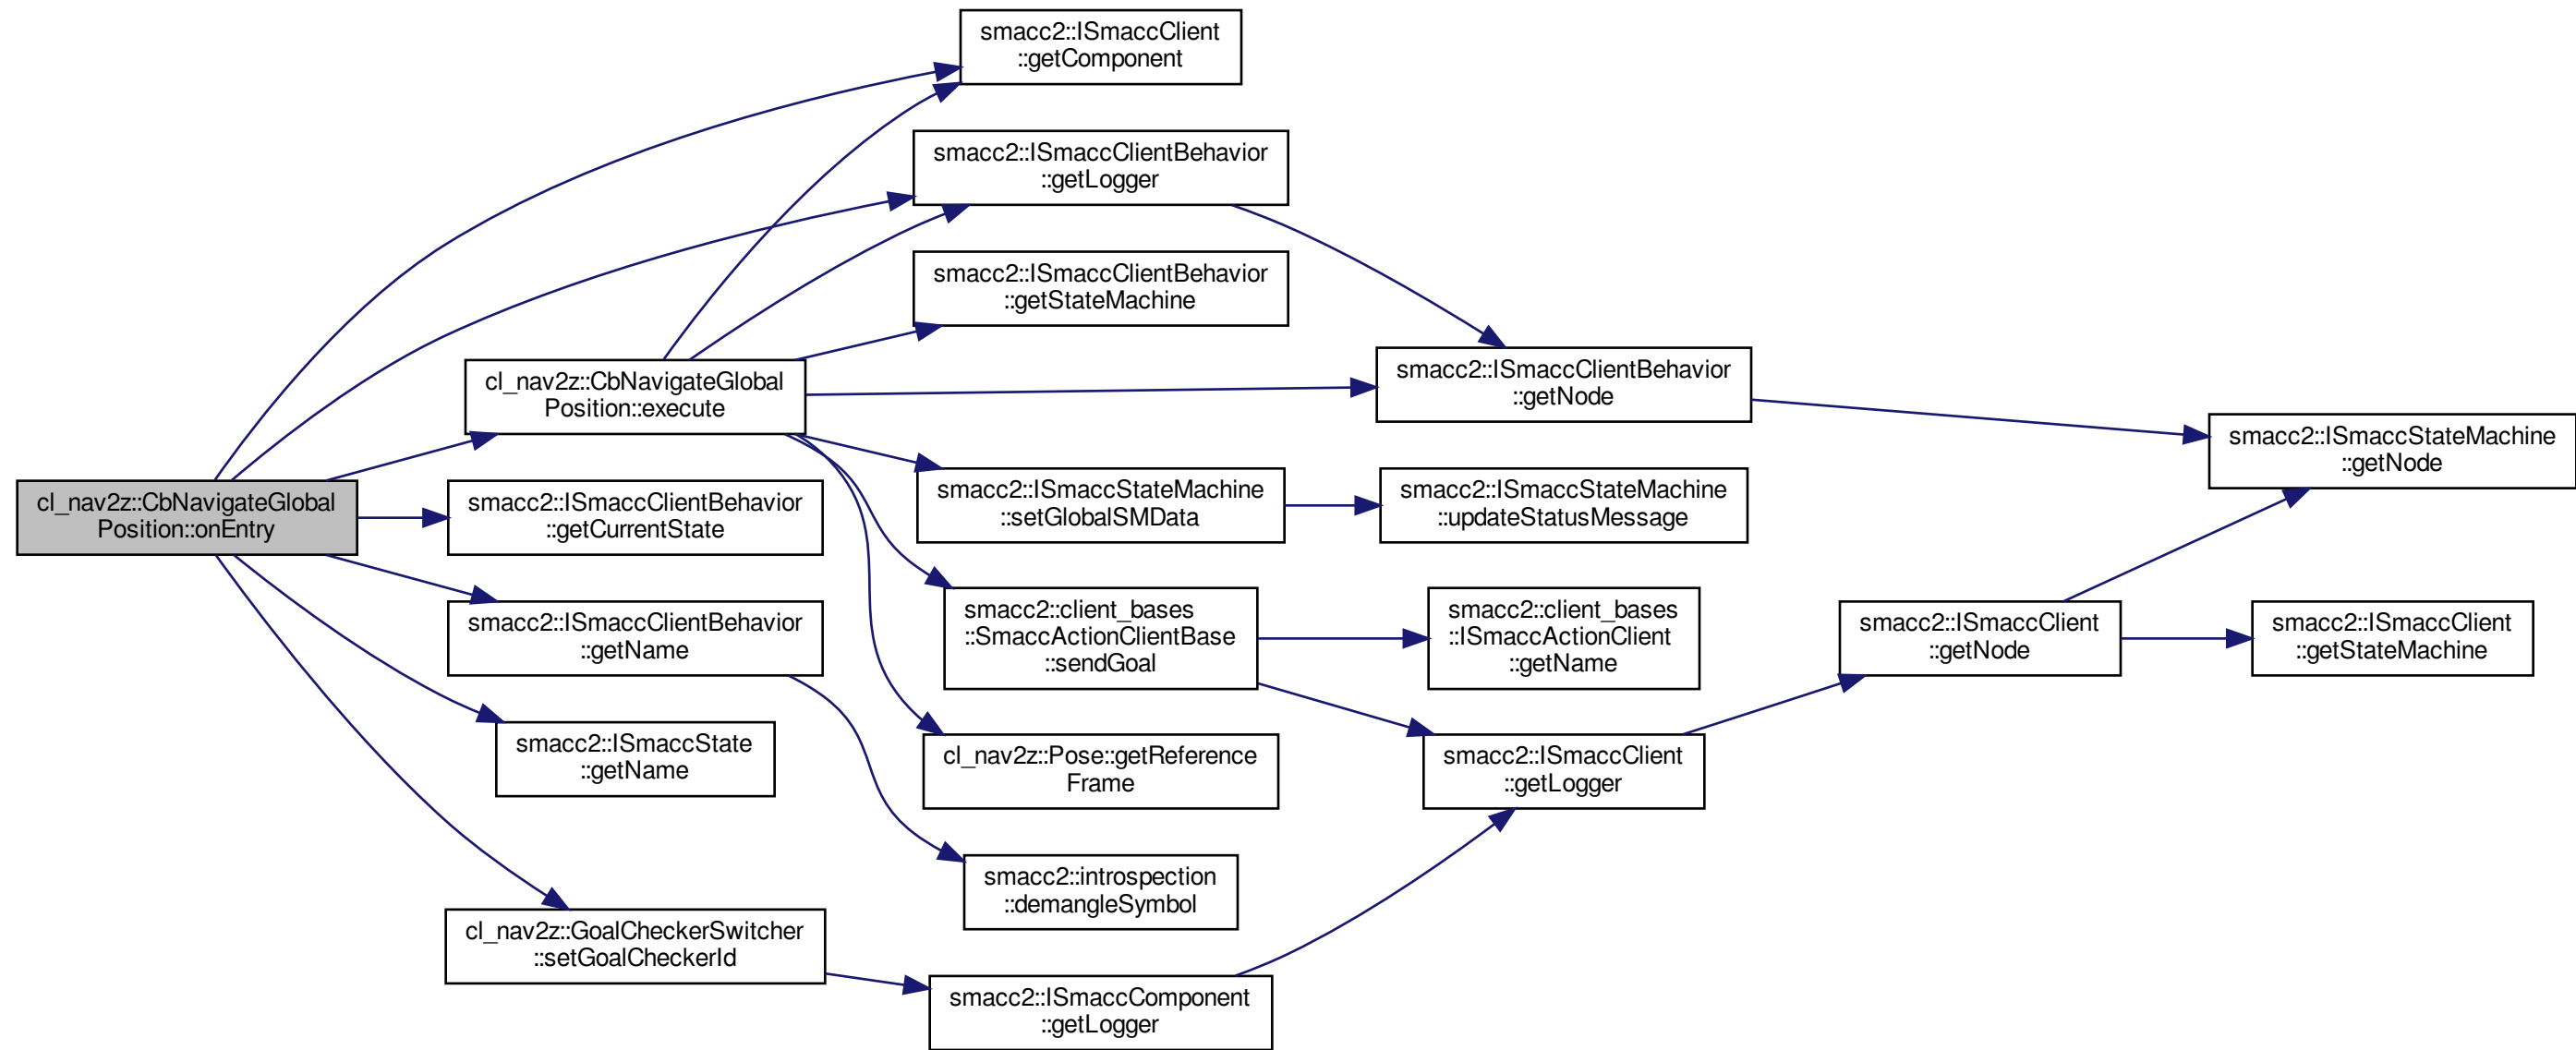 smacc2::ISmaccClient
::getComponent
smacc2::ISmaccClientBehavior
::getLogger
smacc2::ISmaccClientBehavior
::getStateMachine
cl_nav2z::CbNavigateGlobal
Position::execute
smacc2::ISmaccClientBehavior
::getNode
smacc2::ISmaccStateMachine
::getNode
cl_nav2z::CbNavigateGlobal
Position::onEntry
smacc2::ISmaccClientBehavior
::getCurrentState
smacc2::ISmaccStateMachine
::setGlobalSMData
smacc2::ISmaccStateMachine
::updateStatusMessage
smacc2::ISmaccClientBehavior
::getName
smacc2::client_bases
::SmaccActionClientBase
::sendGoal
smacc2::client_bases
::ISmaccActionClient
::getName
smacc2::ISmaccClient
::getNode
smacc2::ISmaccClient
::getStateMachine
smacc2::ISmaccState
::getName
cl_nav2z::Pose::getReference
Frame
smacc2::ISmaccClient
::getLogger
smacc2::introspection
::demangleSymbol
cl_nav2z::GoalCheckerSwitcher
::setGoalCheckerId
smacc2::ISmaccComponent
::getLogger